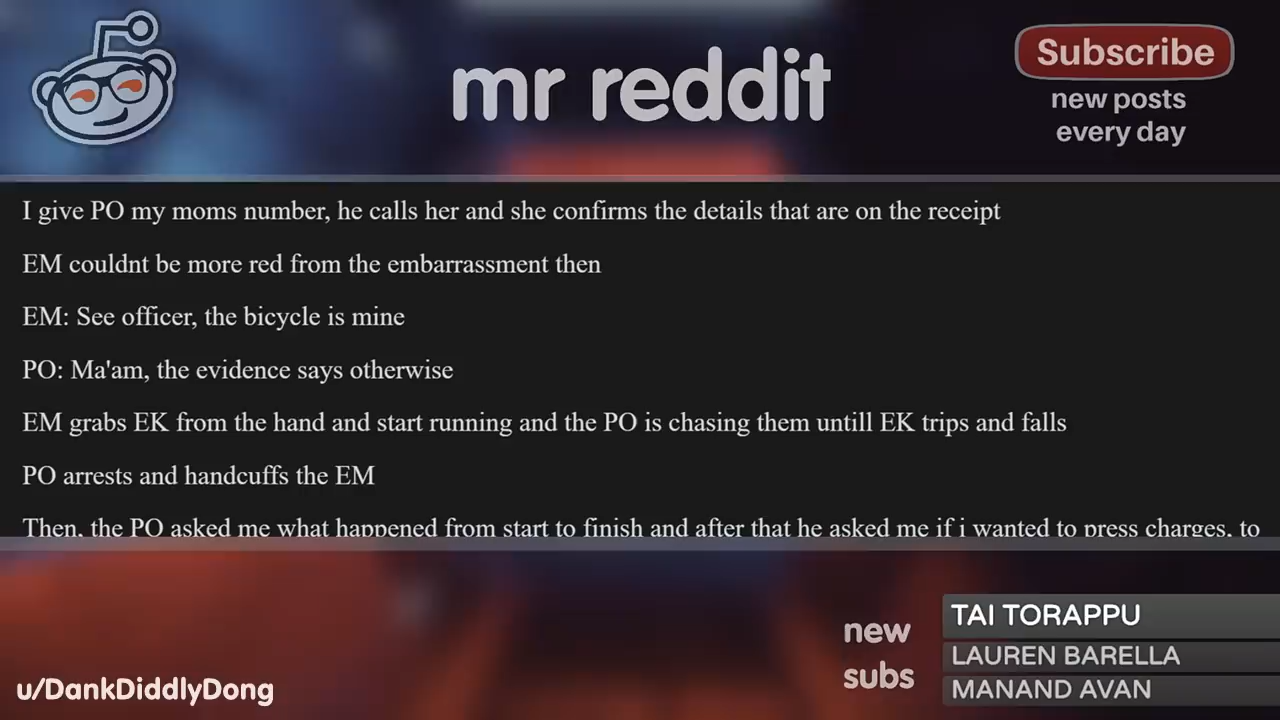 mr reddit
Subscribe
new posts
every day
I give PO my moms number, he calls her and she confirms the details that are on the receipt
EM couldnt be more red from the embarrassment then
EM: See officer, the bicycle is mine
PO: Ma'am, the evidence says otherwise
EM grabs EK from the hand and start running and the PO is chasing them untill EK trips and falls
PO arrests and handcuffs the EM
Then, the PO asked me what happened from start to finish and after that he asked me if i wanted to press charges, to
new
subs
TAI TORAPPU
LAUREN BARELLA
MANAND AVAN
u/DankDiddlyDong